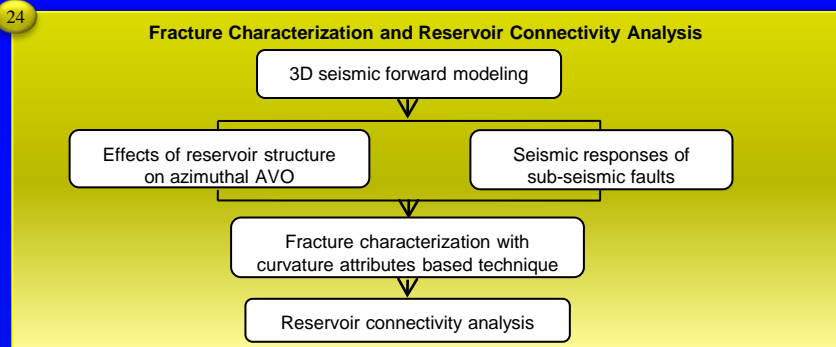 24
Fracture Characterization and Reservoir Connectivity Analysis
3D seismic forward modeling
Effects of reservoir structure
on azimuthal AVO
Seismic responses of
sub-seismic faults
Fracture characterization with
curvature attributes based technique
Reservoir connectivity analysis